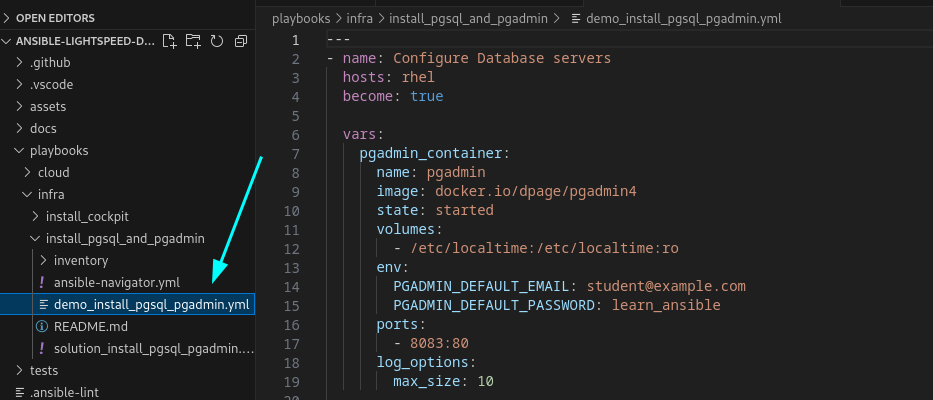 OPEN EDITORS
ANSIBLE-LIGHTSPEED-D...
.github
.vscode
assets
docs
playbooks
cloud
infra
install_cockpit
install_pgsql_and_pgadmin
inventory
! ansible-navigator.yml
demo_install_pgsql_pgadmin.yml
README.md
! solution_install_pgsql_pgadmin....
tests
.ansible-lint
playbooks > infra > install_pgsql_and_pgadmin > demo_install_pgsql_pgadmin.yml
1 ---
2 - name: Configure Database servers
3   hosts: rhel
4   become: true
5
6   vars:
7     pgadmin_container:
8       name: pgadmin
9       image: docker.io/dpage/pgadmin4
10       state: started
11       volumes:
12         - /etc/localtime:/etc/localtime:ro
13       env:
14         PGADMIN_DEFAULT_EMAIL: student@example.com
15         PGADMIN_DEFAULT_PASSWORD: learn_ansible
16       ports:
17         - 8083:80
18       log_options:
19         max_size: 10
20